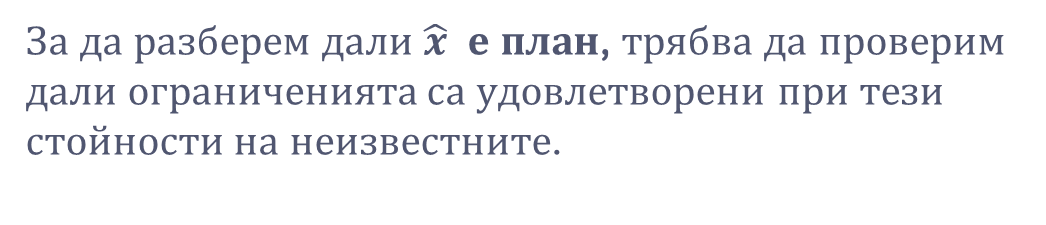 За да разберем дали x̂ е план, трябва да проверим
дали ограниченията са удовлетворени при тези
стойности на неизвестните.